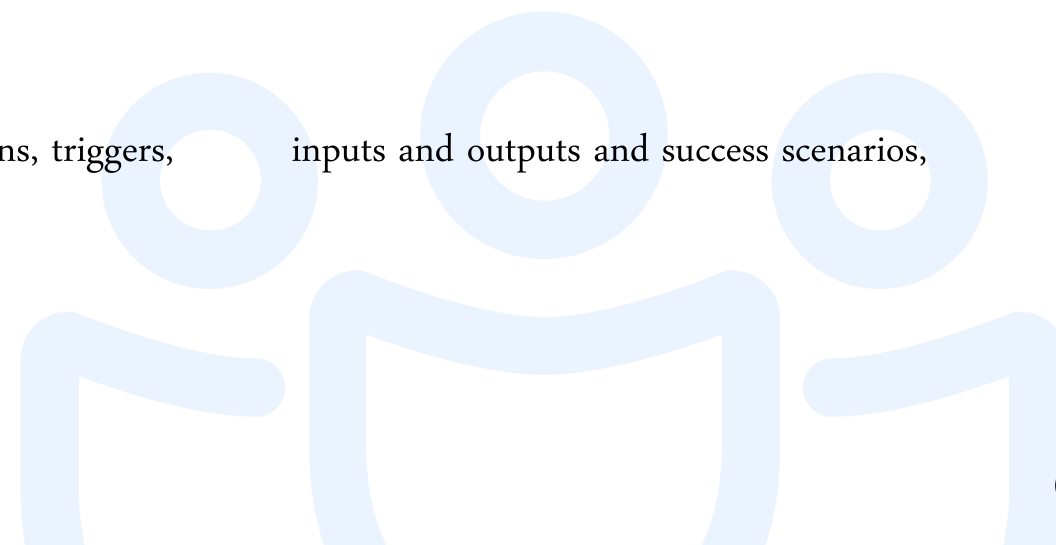 ns, triggers, inputs and outputs and success scenarios,